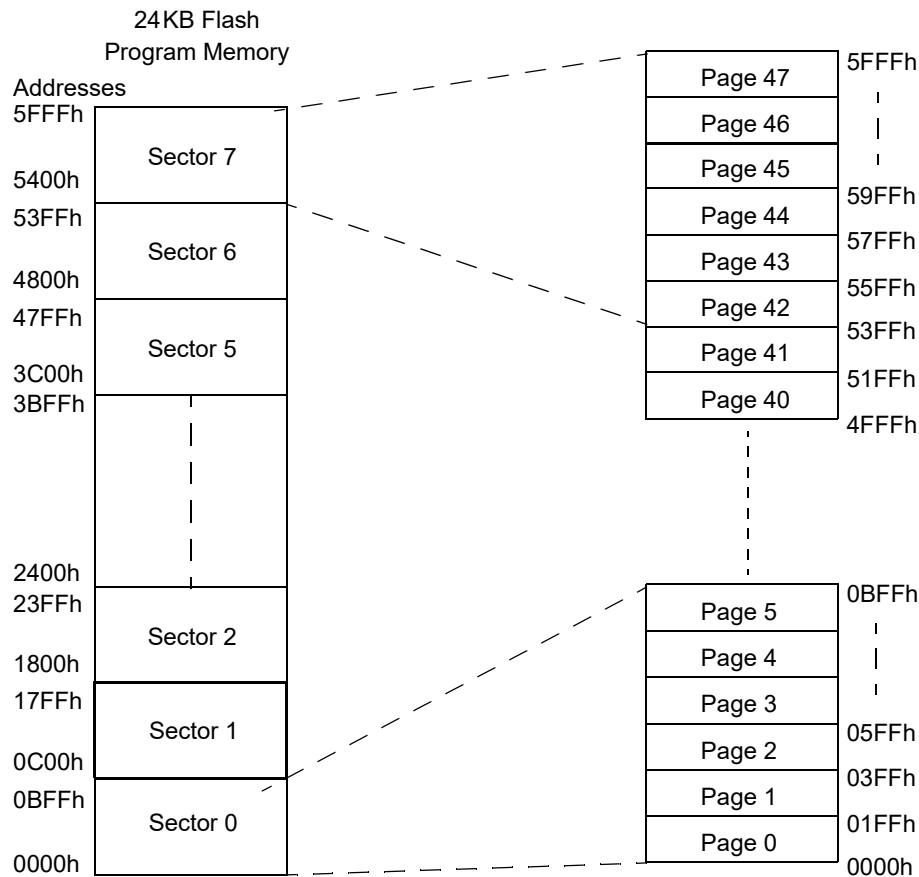 24KB Flash
Program Memory
Addresses
5FFFh
Sector 7
5400h
53FFh
Sector 6
4800h
47FFh
Sector 5
3C00h
3BFFh
2400h
23FFh
Sector 2
1800h
17FFh
Sector 1
0C00h
0BFFh
Sector 0
0000h
Page 47
5FFFh
Page 46
Page 45
59FFh
Page 44
57FFh
Page 43
55FFh
Page 42
53FFh
Page 41
51FFh
Page 40
4FFFh
Page 5
0BFFh
Page 4
Page 3
05FFh
Page 2
03FFh
Page 1
01FFh
Page 0
0000h